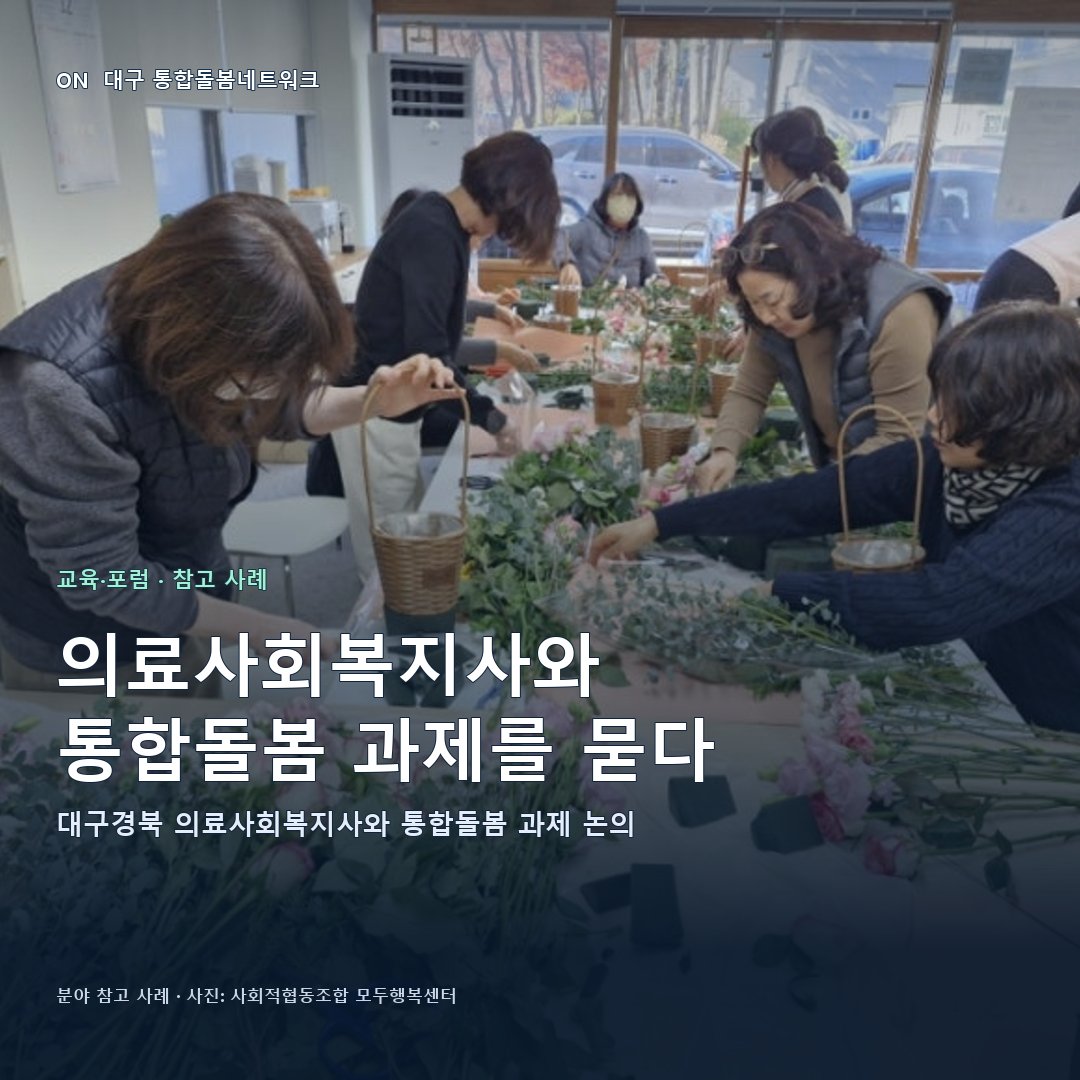 ON 대구 통합돌봄네트워크
교육·포럼 · 참고 사례
의료사회복지사와
통합돌봄 과제를 묻다
대구경북 의료사회복지사와 통합돌봄 과제 논의
분야 참고 사례 · 사진: 사회적협동조합 모두행복센터